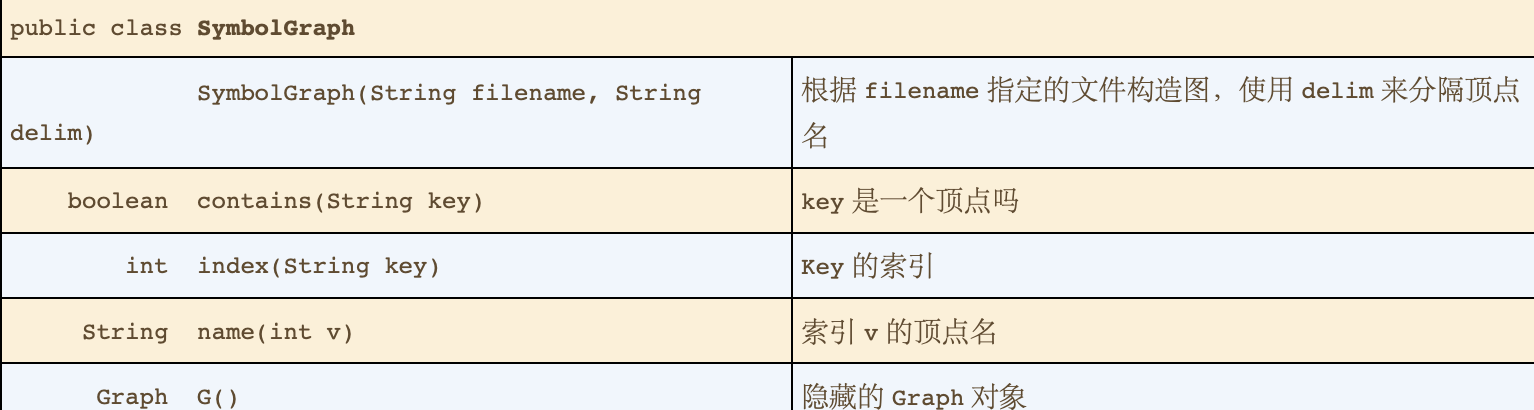 public class SymbolGraph
SymbolGraph(String filename, String
delim)
根据 filename 指定的文件构造图，使用 delim 来分隔顶点
名
boolean contains(String key)
key 是一个顶点吗
int index(String key)
Key 的索引
String name(int v)
索引 v 的顶点名
Graph G()
隐藏的 Graph 对象